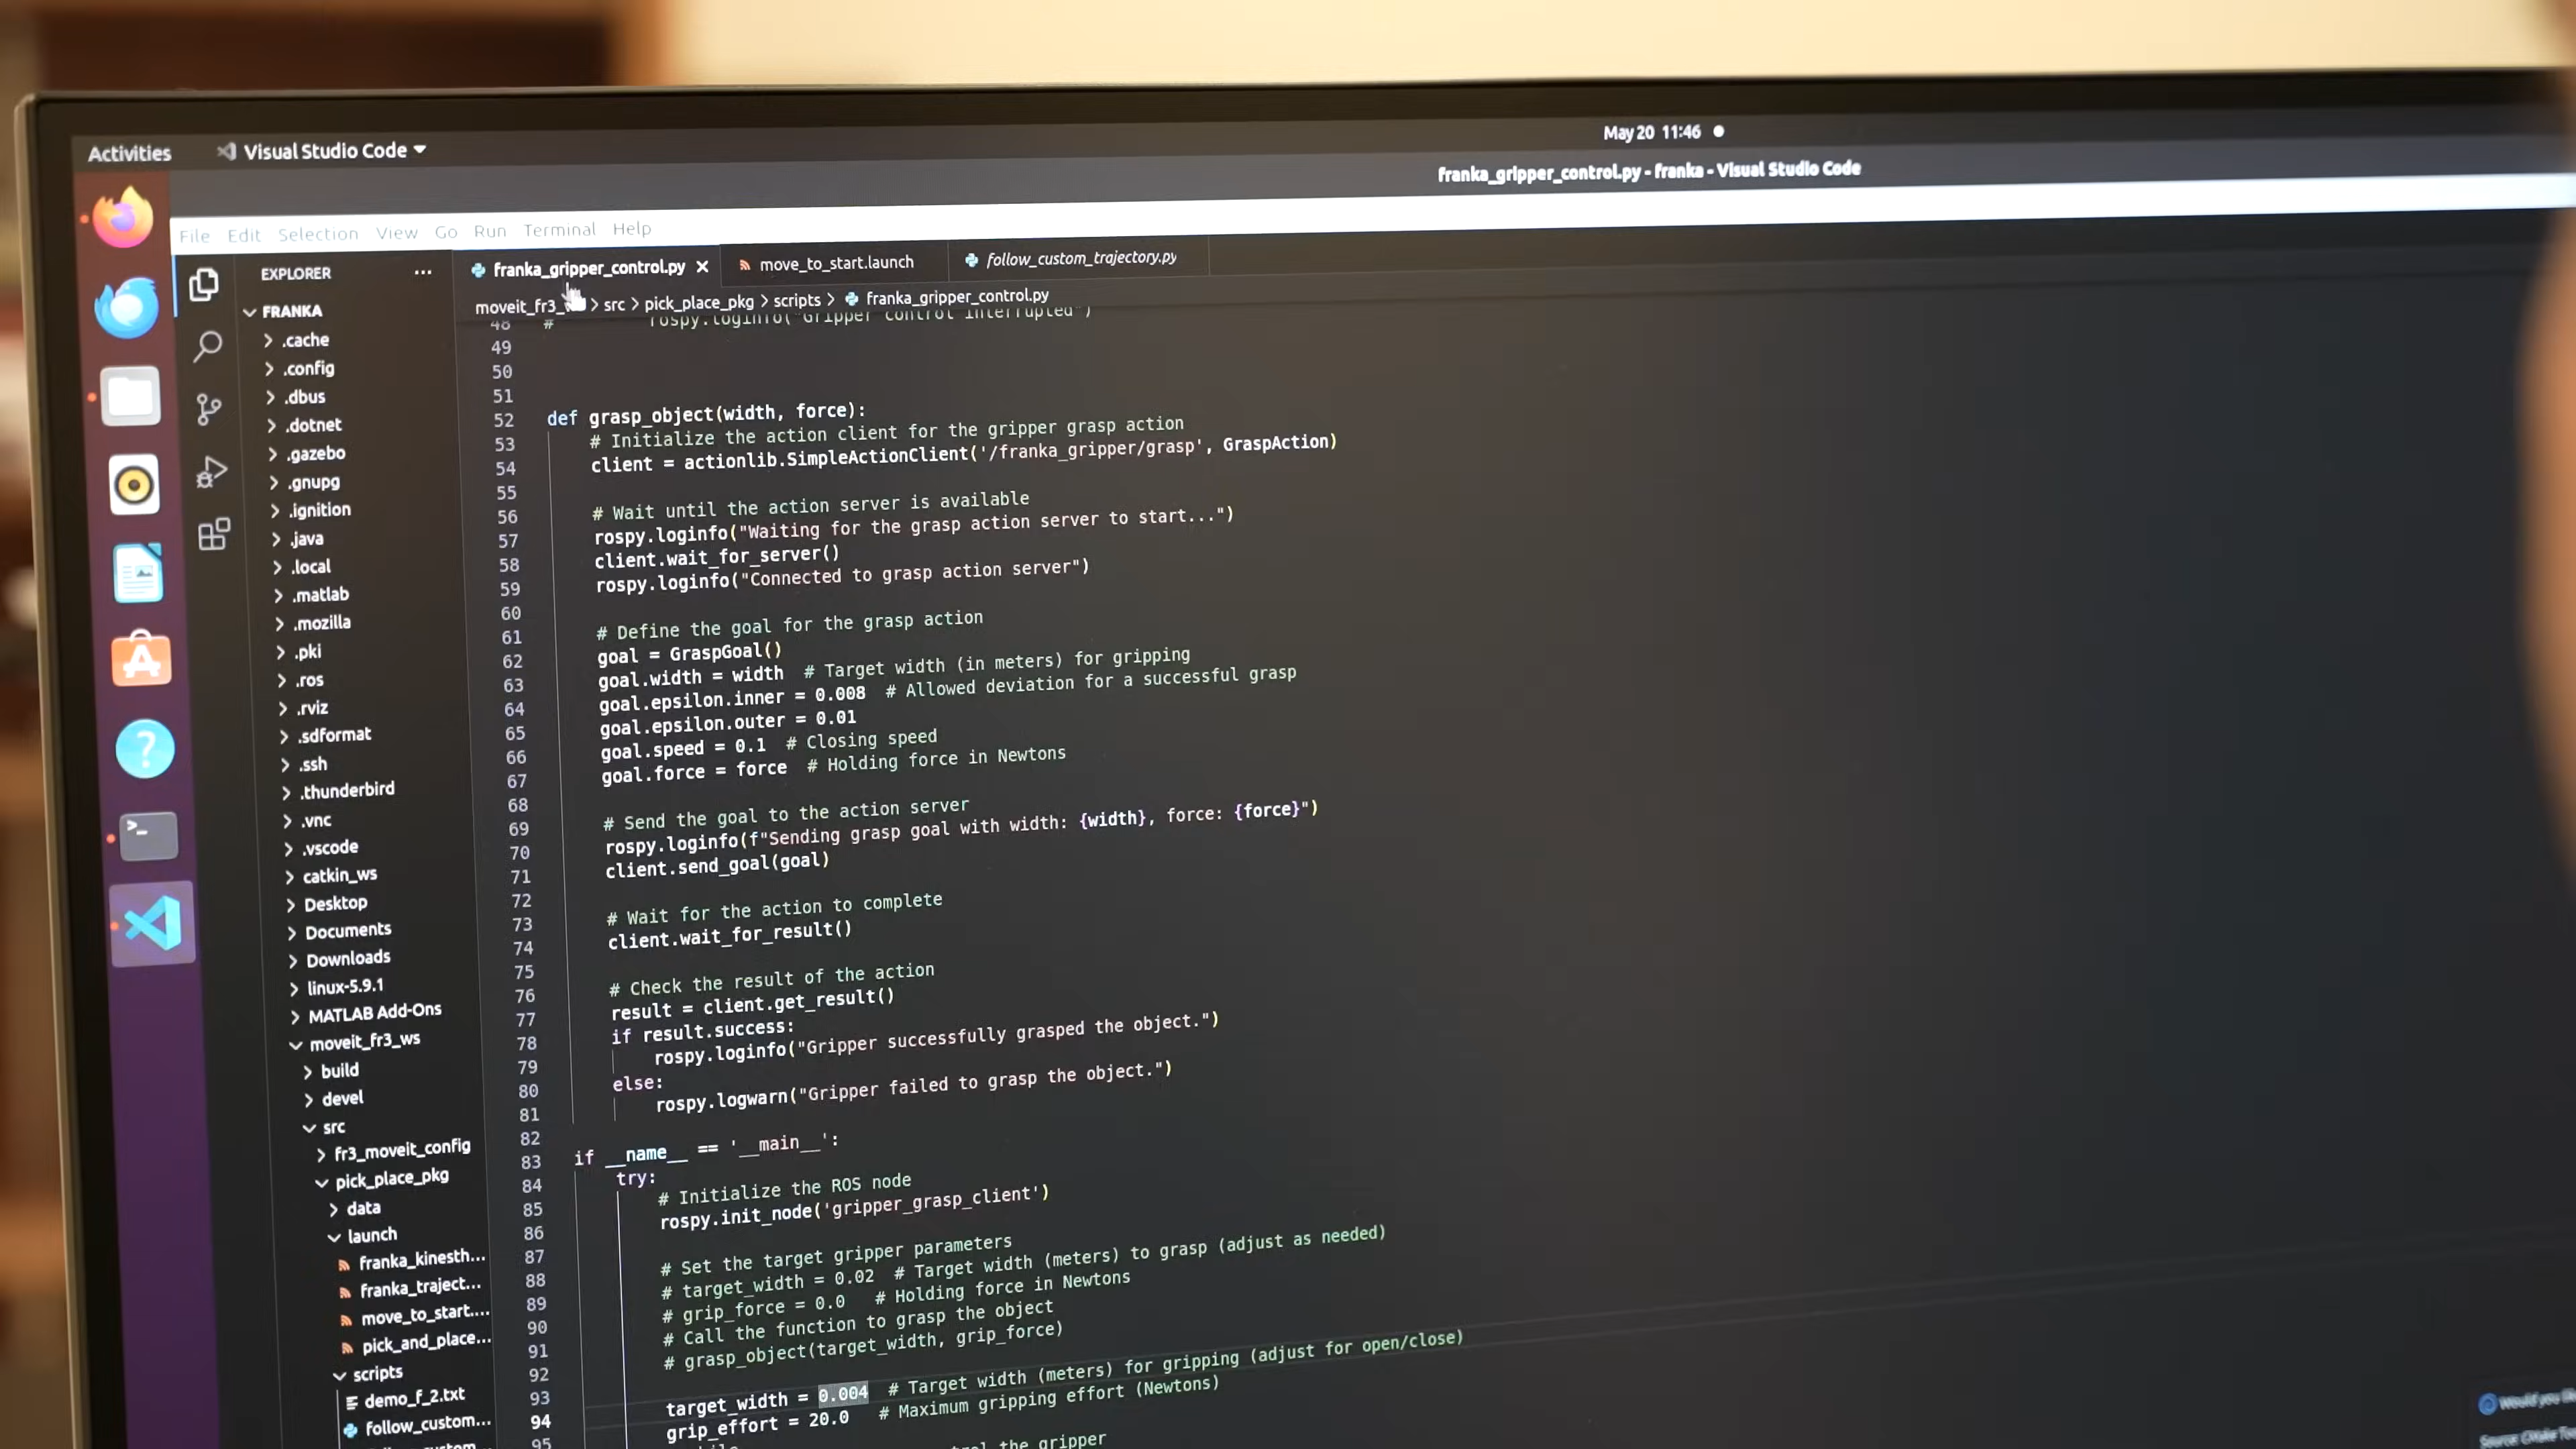 Activities
Visual Studio Code
May 20 11:46
franka_gripper_control.py - franka - Visual Studio Code
File Edit Selection View Go Run Terminal Help
EXPLORER
franka_gripper_control.py
move_to_start.launch
follow_custom_trajectory.py
moveit_fr3_ > src > pick_place_pkg > scripts > franka_gripper_control.py
FRANKA
.cache
.config
.dbus
.dotnet
.gazebo
.gnupg
.ignition
.java
.local
.matlab
.mozilla
.pki
.ros
.rviz
.sdformat
.ssh
.thunderbird
.vnc
.vscode
catkin_ws
Desktop
Documents
Downloads
linux-5.9.1
MATLAB Add-Ons
moveit_fr3_ws
build
devel
src
fr3_moveit_config
pick_place_pkg
data
launch
franka_kinesth...
franka_traject...
move_to_start....
pick_and_place...
scripts
demo_f_2.txt
follow_custom...
48 # rospy.loginfo("Gripper control interrupted")
49
50
51
52 def grasp_object(width, force):
53 # Initialize the action client for the gripper grasp action
54 client = actionlib.SimpleActionClient('/franka_gripper/grasp', GraspAction)
55
56 # Wait until the action server is available
57 rospy.loginfo("Waiting for the grasp action server to start...")
58 client.wait_for_server()
59 rospy.loginfo("Connected to grasp action server")
60
61 # Define the goal for the grasp action
62 goal = GraspGoal()
63 goal.width = width # Target width (in meters) for gripping
64 goal.epsilon.inner = 0.008 # Allowed deviation for a successful grasp
65 goal.epsilon.outer = 0.01
66 goal.speed = 0.1 # Closing speed
67 goal.force = force # Holding force in Newtons
68
69 # Send the goal to the action server
70 rospy.loginfo(f"Sending grasp goal with width: {width}, force: {force}")
71 client.send_goal(goal)
72
73 # Wait for the action to complete
74 client.wait_for_result()
75
76 # Check the result of the action
77 result = client.get_result()
78 if result.success:
79 rospy.loginfo("Gripper successfully grasped the object.")
80 else:
81 rospy.logwarn("Gripper failed to grasp the object.")
82
83 if __name__ == '__main__':
84 try:
85 # Initialize the ROS node
86 rospy.init_node('gripper_grasp_client')
87
88 # Set the target gripper parameters
89 # target_width = 0.02 # Target width (meters) to grasp (adjust as needed)
90 # grip_force = 0.0 # Holding force in Newtons
91 # Call the function to grasp the object
92 # grasp_object(target_width, grip_force)
93
94 target_width = 0.004 # Target width (meters) for gripping (adjust for open/close)
95 grip_effort = 20.0 # Maximum gripping effort (Newtons)
the gripper
Would you